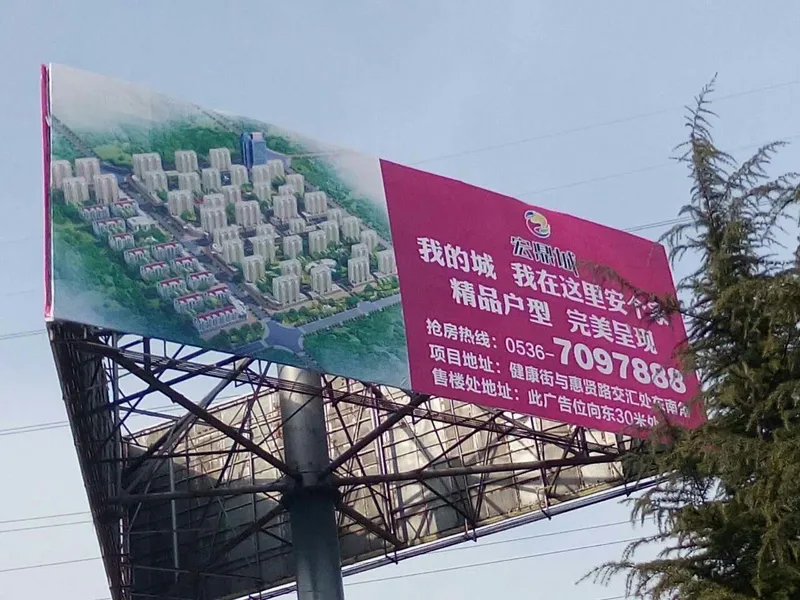 宏鼎城
我的城 我在这里安个
精品户型 完美呈现
抢房热线：0536-7097888
项目地址：健康街与惠贤路交汇处东南
售楼处地址：此广告位向东30米处